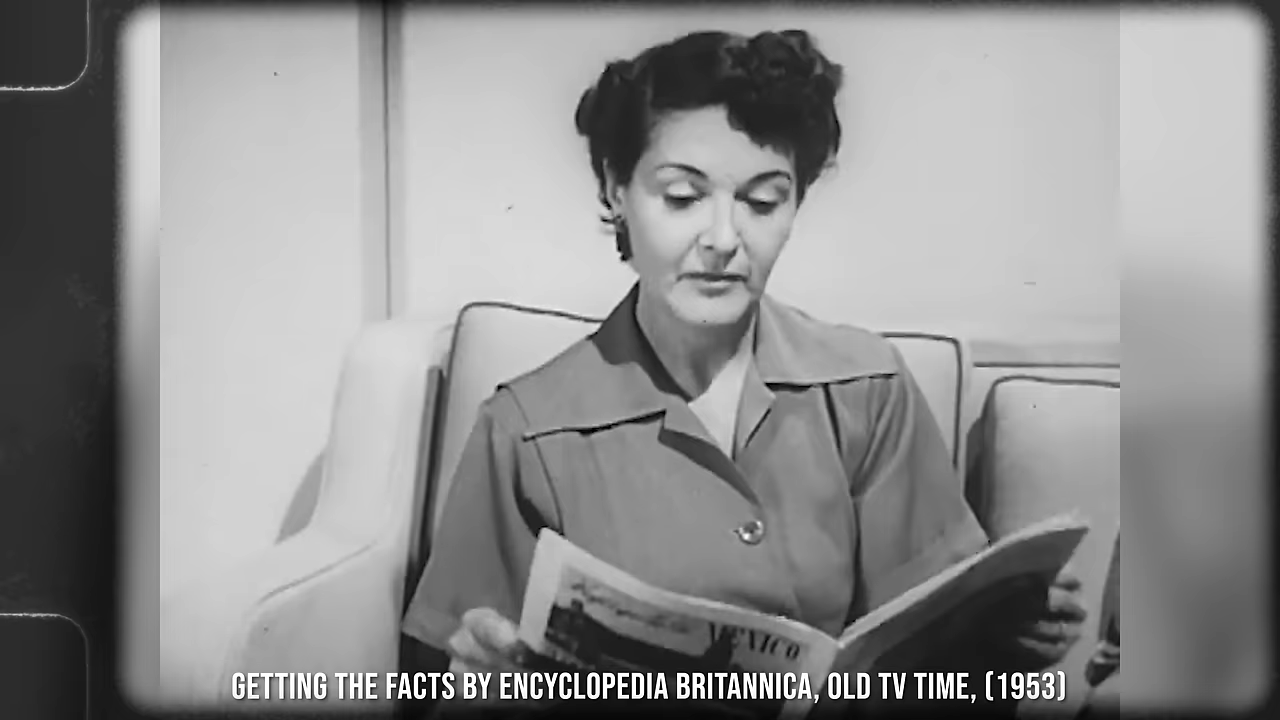 MEXICO
GETTING THE FACTS BY ENCYCLOPEDIA BRITANNICA, OLD TV TIME, (1953)